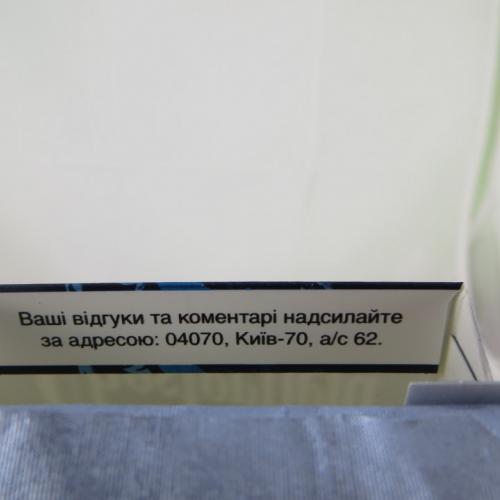 Ваші відгуки та коментарі надсилайте
за адресою: 04070, Київ-70, а/с 62.